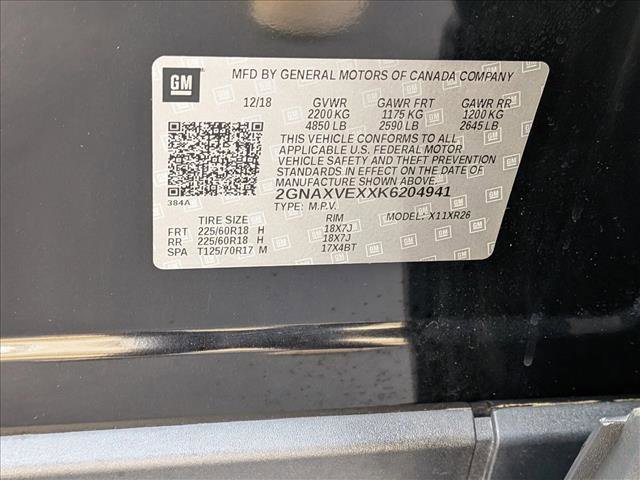 GM
MFD BY GENERAL MOTORS OF CANADA COMPANY
12/18 GVWR GAWR FRT GAWR RR
2200 KG 1175 KG 1200 KG
4850 LB 2590 LB 2645 LB
THIS VEHICLE CONFORMS TO ALL
APPLICABLE U.S. FEDERAL MOTOR
VEHICLE SAFETY AND THEFT PREVENTION
STANDARDS IN EFFECT ON THE DATE OF
MANUFACTURE SHOWN ABOVE.
384A
2GNAXVEXXK6204941
TYPE: M.P.V. MODEL: X11XR26
TIRE SIZE RIM
FRT 225/60R18 H 18X7J
RR 225/60R18 H 18X7J
SPA T125/70R17 M 17X4BT